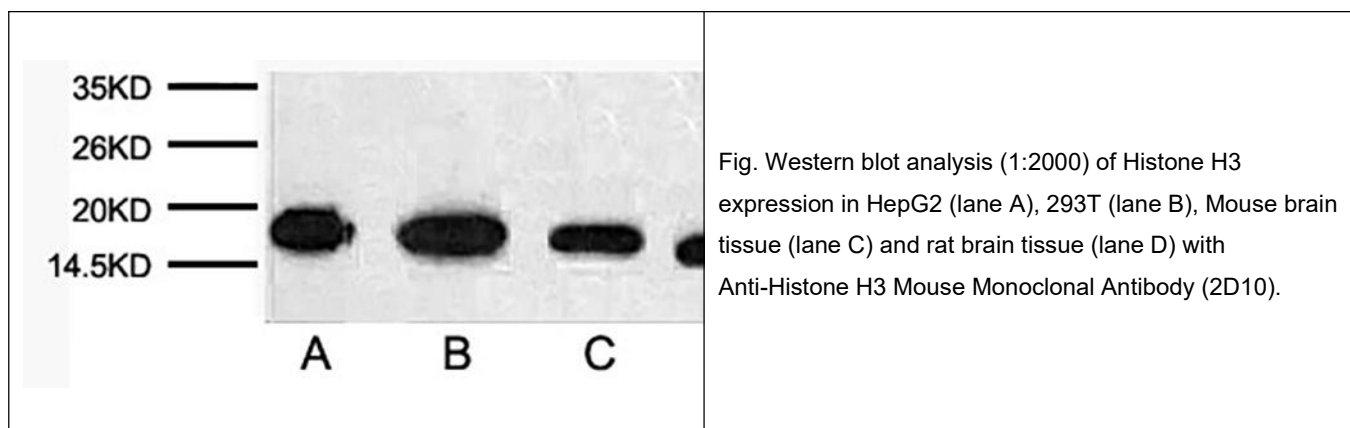 35KD
26KD
20KD
14.5KD
A B C
Fig. Western blot analysis (1:2000) of Histone H3
expression in HepG2 (lane A), 293T (lane B), Mouse brain
tissue (lane C) and rat brain tissue (lane D) with
Anti-Histone H3 Mouse Monoclonal Antibody (2D10).